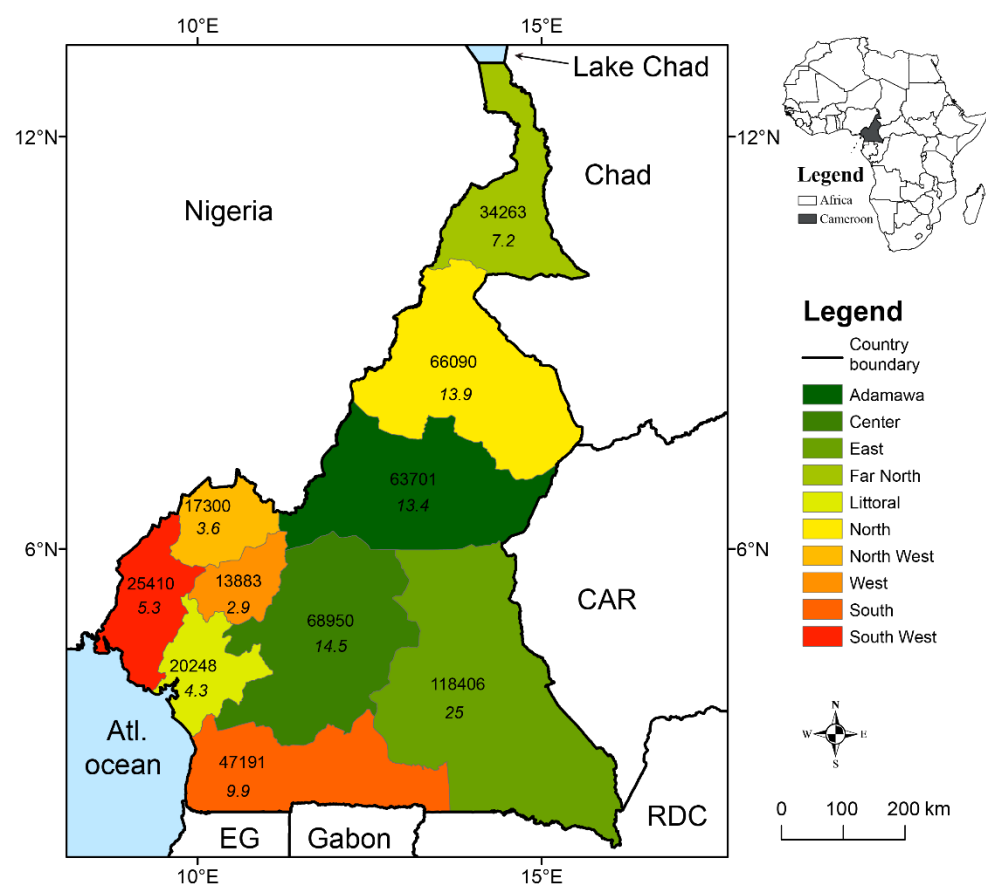 10°E
15°E
Lake Chad
12°N
12°N
Chad
Nigeria
34263
7.2
66090
13.9
63701
13.4
17300
3.6
6°N
6°N
25410
5.3
13883
2.9
CAR
68950
14.5
20248
4.3
118406
25
Atl.
ocean
47191
9.9
RDC
EG
Gabon
10°E
15°E
Legend
Africa
Cameroon
Legend
Country
boundary
Adamawa
Center
East
Far North
Littoral
North
North West
West
South
South West
N
W
E
S
0 100 200 km